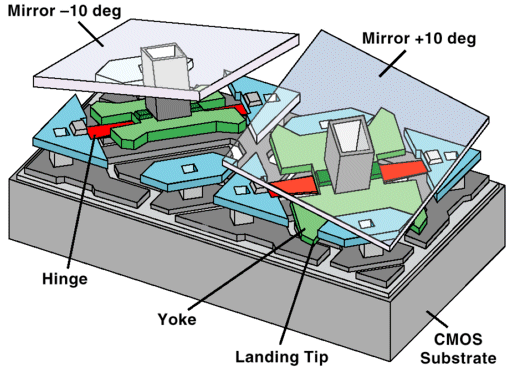 Mirror –10 deg
Mirror +10 deg
Hinge
Yoke
Landing Tip
CMOS
Substrate